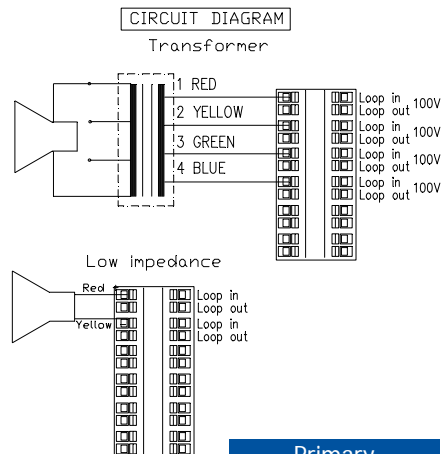 CIRCUIT DIAGRAM
Transformer
1 RED
2 YELLOW
3 GREEN
4 BLUE
Loop in
Loop out 100V
Loop in
Loop out 100V
Loop in
Loop out 100V
Loop in
Loop out 100V
Low impedance
Red
Yellow
Loop in
Loop out
Loop in
Loop out
Primary